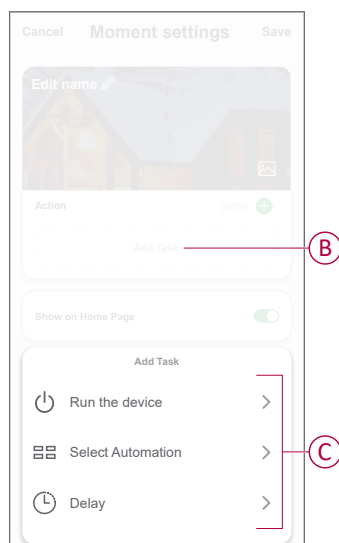 Cancel Moment settings Save
Edit name
Action
Add Task
B
Show on Home Page
Add Task
Run the device
Select Automation
C
Delay